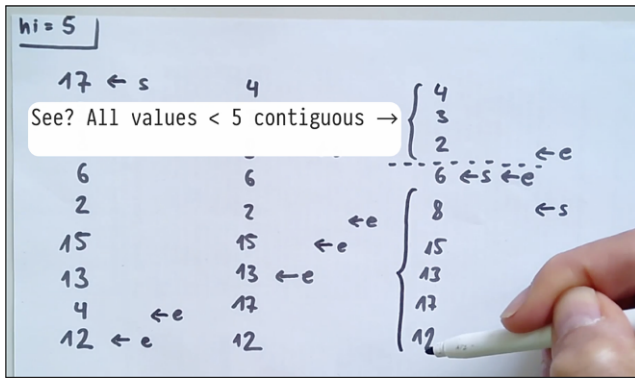 hi = 5
17 ← s
See? All values < 5 contiguous →
6
2
15
13
4 ← e
12 ← e
4
6
2 ← e
15 ← e
13 ← e
17
12
4
3
2 ← e
6 ← s ← e
8 ← s
15
13
17
12